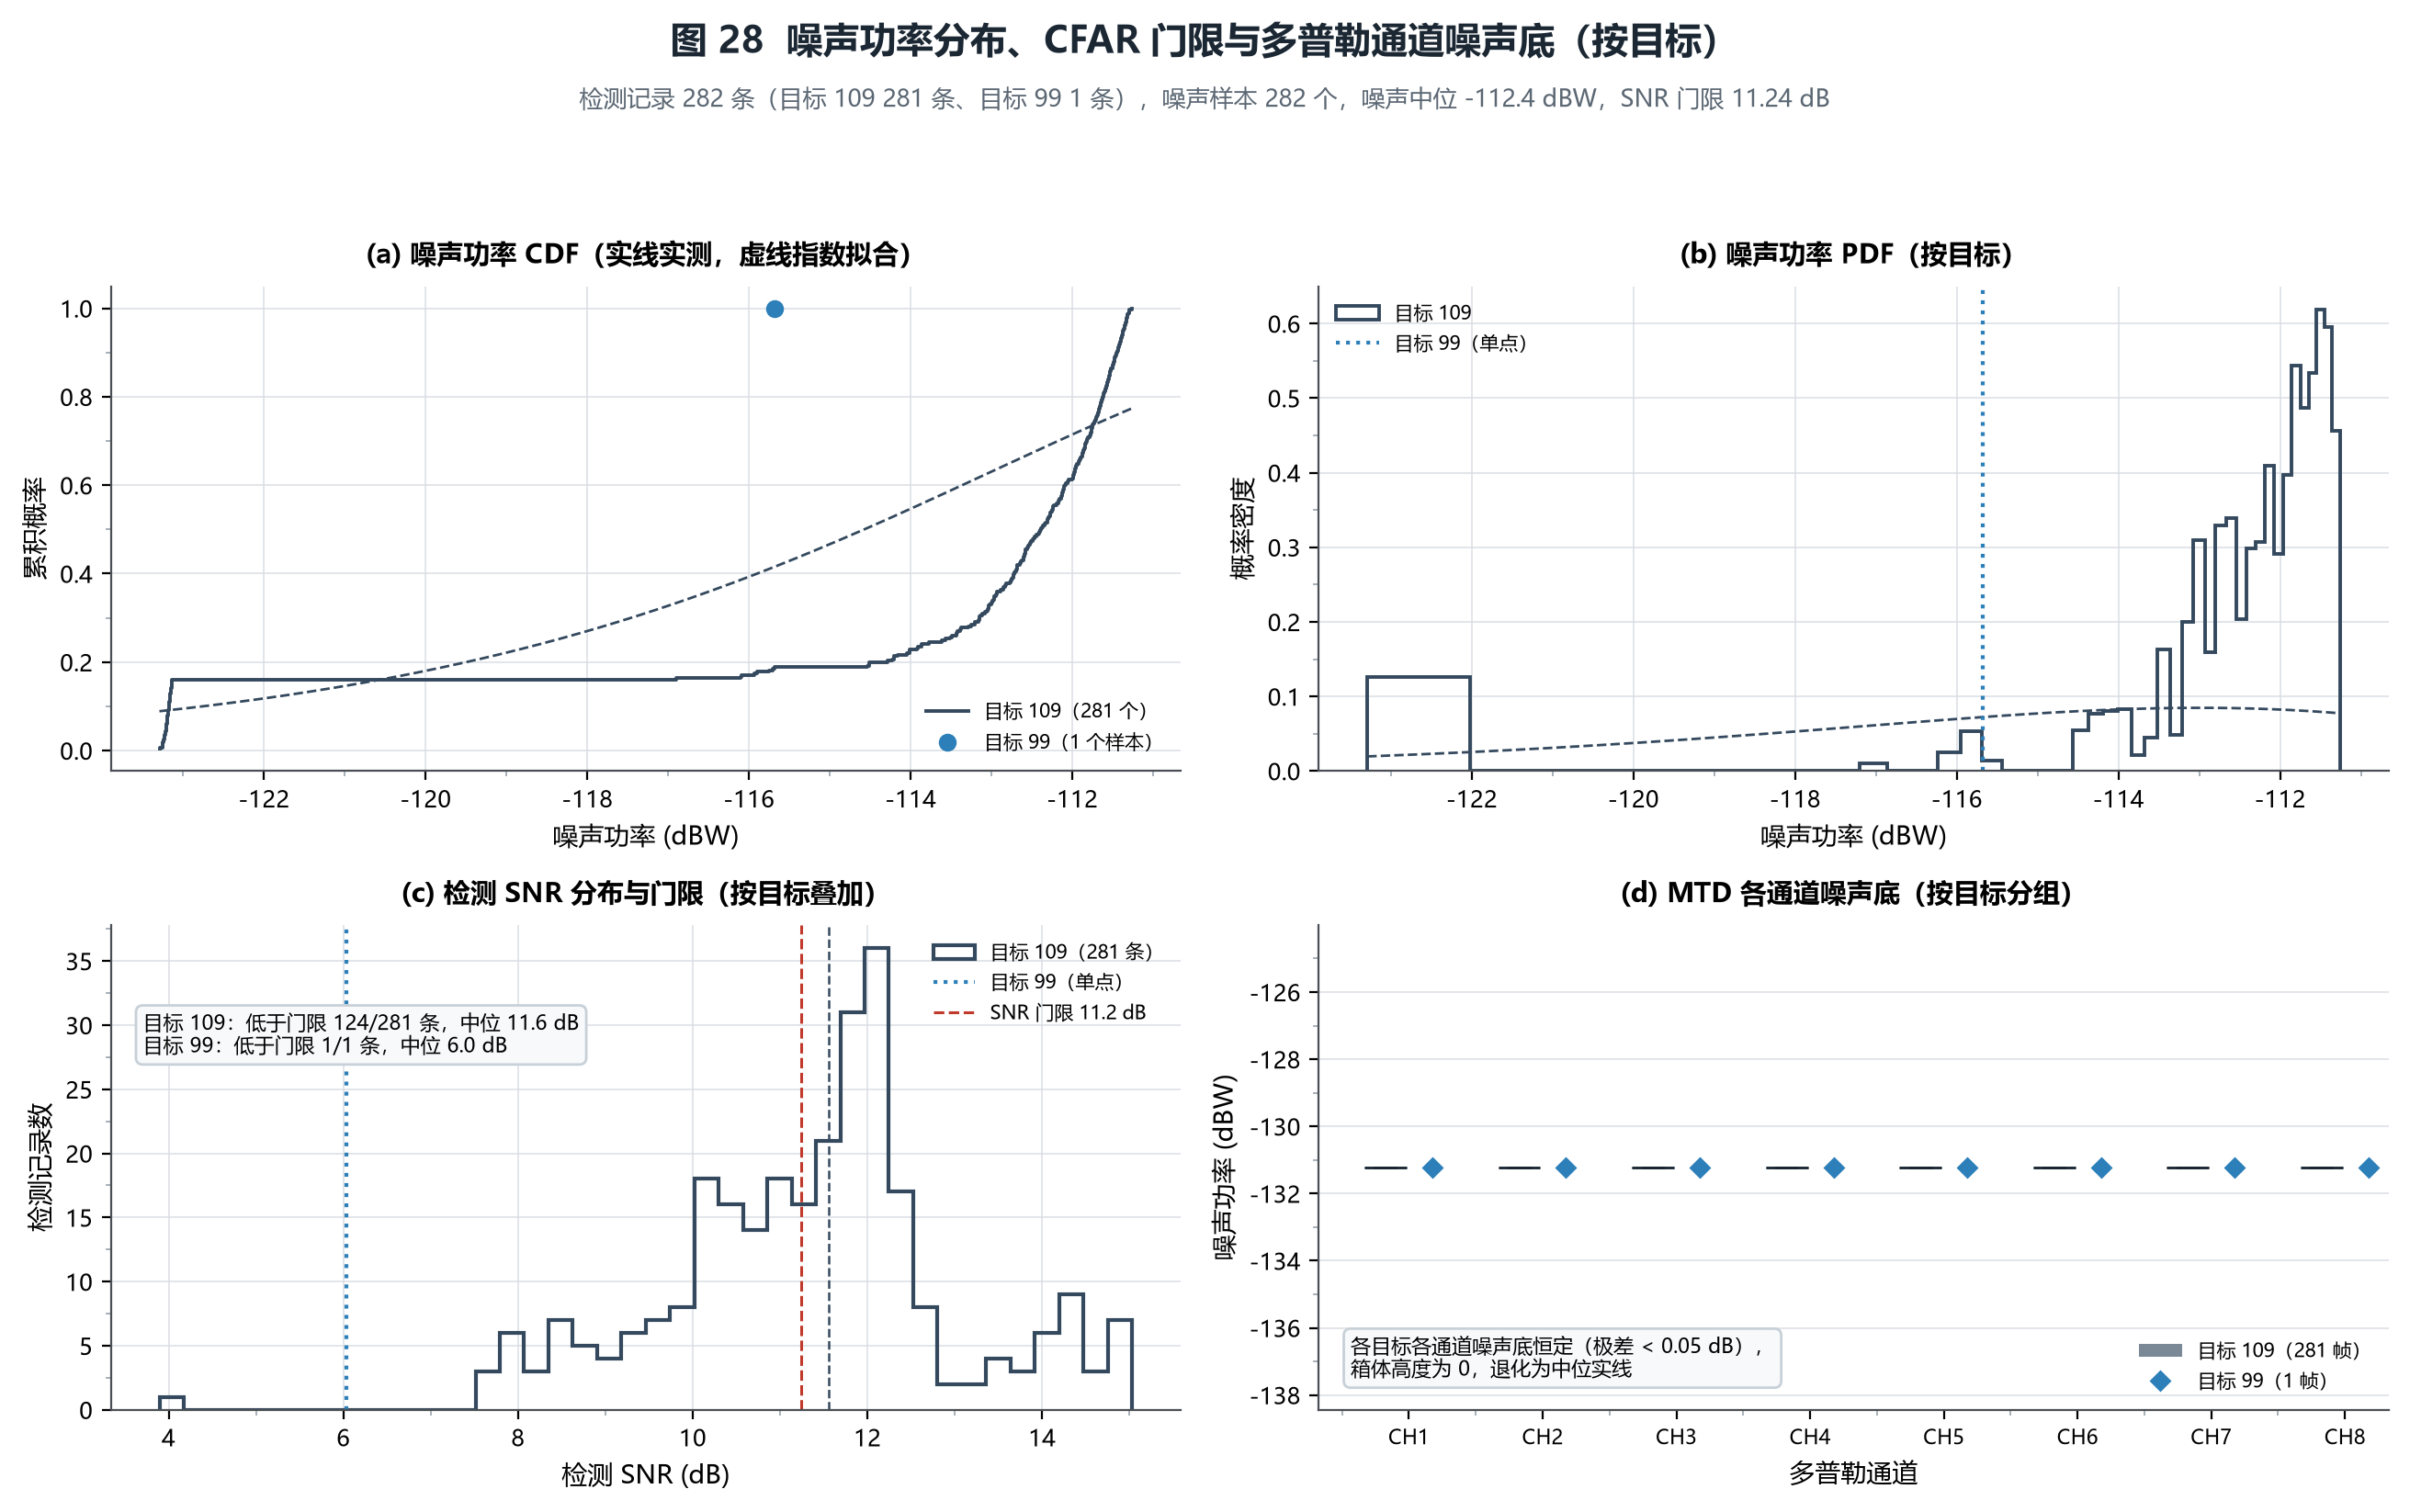 图 28  噪声功率分布、CFAR 门限与多普勒通道噪声底（按目标）
检测记录 282 条（目标 109 281 条、目标 99 1 条），噪声样本 282 个，噪声中位 -112.4 dBW，SNR 门限 11.24 dB
(a) 噪声功率 CDF（实线实测，虚线指数拟合）
累积概率
1.0
0.8
0.6
0.4
0.2
0.0
目标 109（281 个）
目标 99（1 个样本）
-122 -120 -118 -116 -114 -112
噪声功率 (dBW)
(b) 噪声功率 PDF（按目标）
概率密度
0.6
0.5
0.4
0.3
0.2
0.1
0.0
目标 109
目标 99（单点）
-122 -120 -118 -116 -114 -112
噪声功率 (dBW)
(c) 检测 SNR 分布与门限（按目标叠加）
检测记录数
35
30
25
20
15
10
5
0
目标 109（281 条）
目标 99（单点）
SNR 门限 11.2 dB
目标 109：低于门限 124/281 条，中位 11.6 dB
目标 99：低于门限 1/1 条，中位 6.0 dB
4 6 8 10 12 14
检测 SNR (dB)
(d) MTD 各通道噪声底（按目标分组）
噪声功率 (dBW)
-126
-128
-130
-132
-134
-136
-138
各目标各通道噪声底恒定（极差 < 0.05 dB），
箱体高度为 0，退化为中位实线
目标 109（281 帧）
目标 99（1 帧）
CH1 CH2 CH3 CH4 CH5 CH6 CH7 CH8
多普勒通道